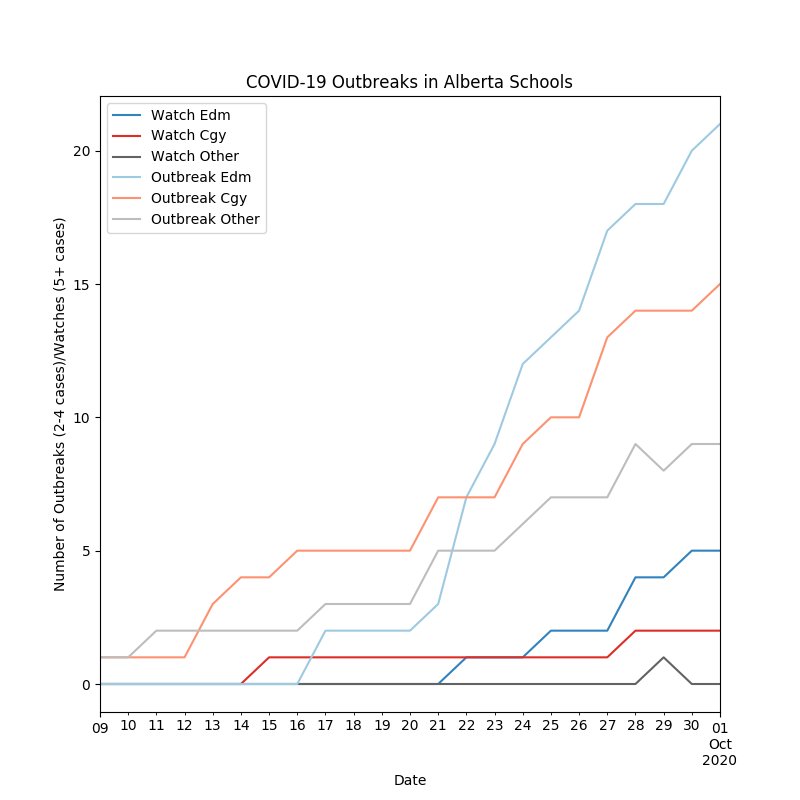 COVID-19 Outbreaks in Alberta Schools
Watch Edm
Watch Cgy
Watch Other
Outbreak Edm
Outbreak Cgy
Outbreak Other
Number of Outbreaks (2-4 cases)/Watches (5+ cases)
20
15
10
5
0
09 10 11 12 13 14 15 16 17 18 19 20 21 22 23 24 25 26 27 28 29 30 01
Oct
2020
Date